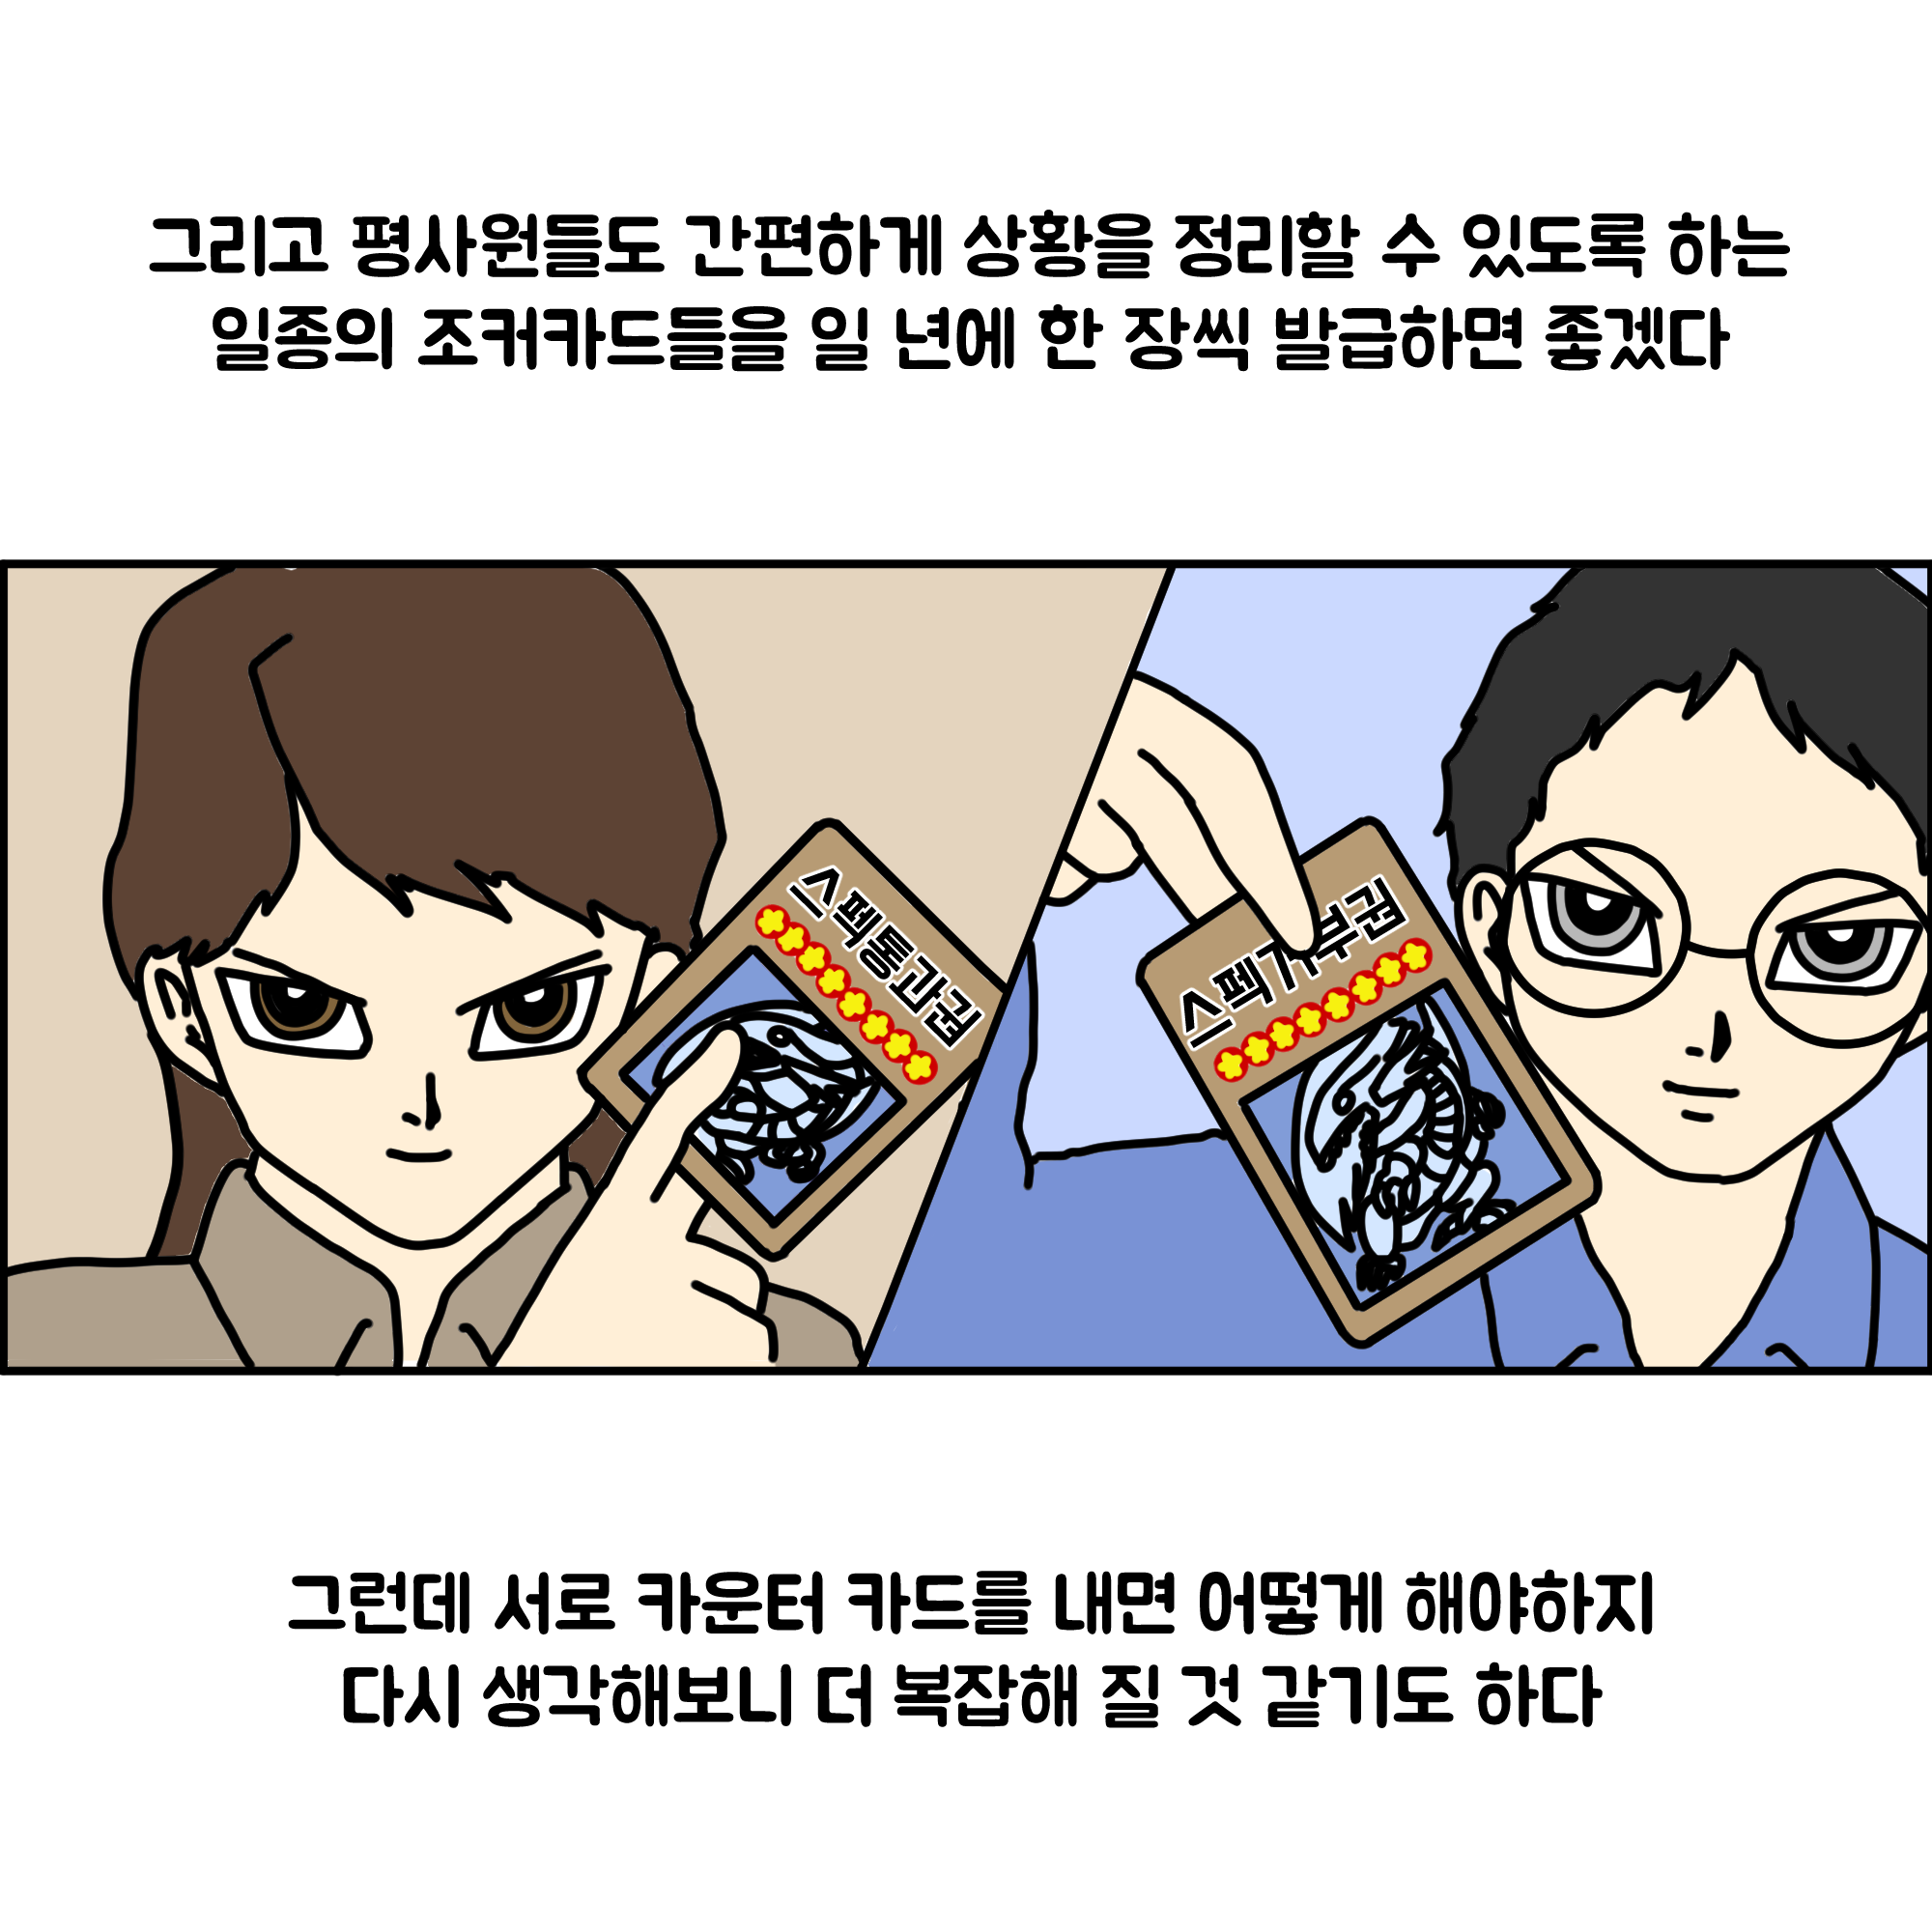 그리고 평사원들도 간편하게 상황을 정리할 수 있도록 하는
일종의 조커카드들을 일 년에 한 장씩 발급하면 좋겠다
스펙동결권
스펙거부권
그런데 서로 카운터 카드를 내면 어떻게 해야하지
다시 생각해보니 더 복잡해 질 것 같기도 하다